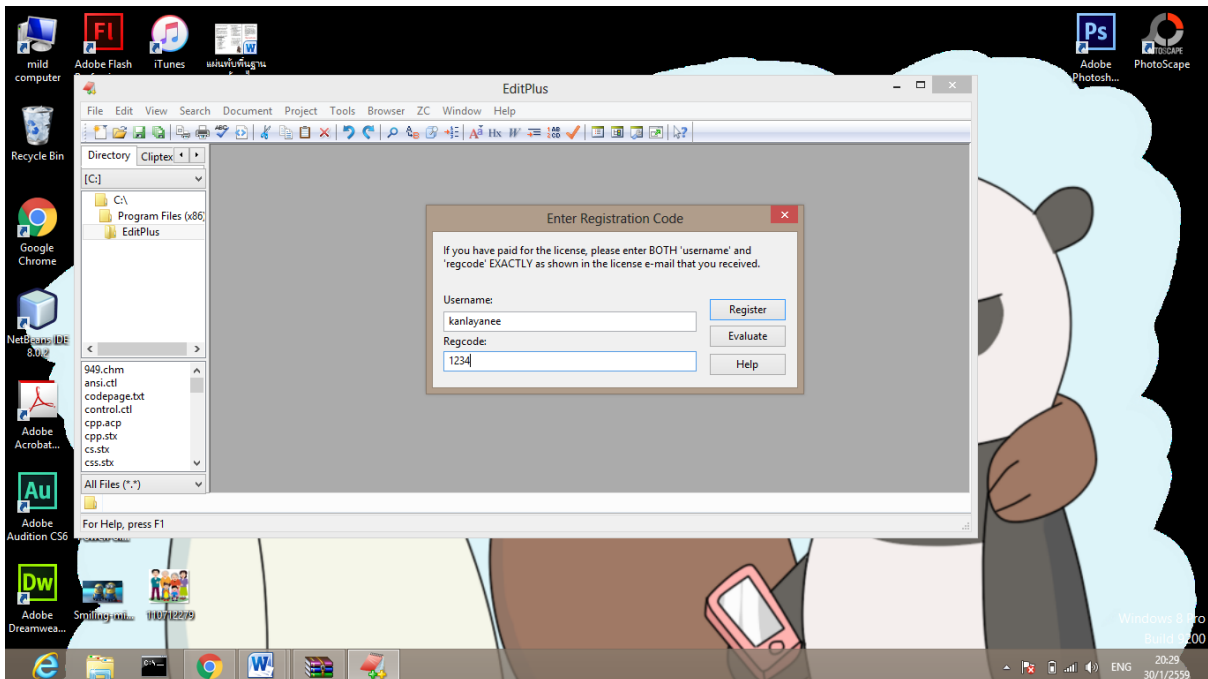 mild
computer
Adobe Flash
iTunes
แผ่นพับพื้นฐาน
Adobe
Photosh...
PhotoScape
Recycle Bin
Google
Chrome
NetBeans IDE
8.0.2
Adobe
Acrobat...
Adobe
Audition CS6
Adobe
Dreamwea...
Smiling-mi...
110712279
EditPlus
File Edit View Search Document Project Tools Browser ZC Window Help
Directory Cliptex
[C:]
C:\
Program Files (x86)
EditPlus
949.chm
ansi.ctl
codepage.txt
control.ctl
cpp.acp
cpp.stx
cs.stx
css.stx
All Files (*.*)
For Help, press F1
Enter Registration Code
If you have paid for the license, please enter BOTH 'username' and
'regcode' EXACTLY as shown in the license e-mail that you received.
Username:
kanlayanee
Regcode:
1234
Register
Evaluate
Help
Windows 8 Pro
Build 9200
ENG
20:29
30/1/2559